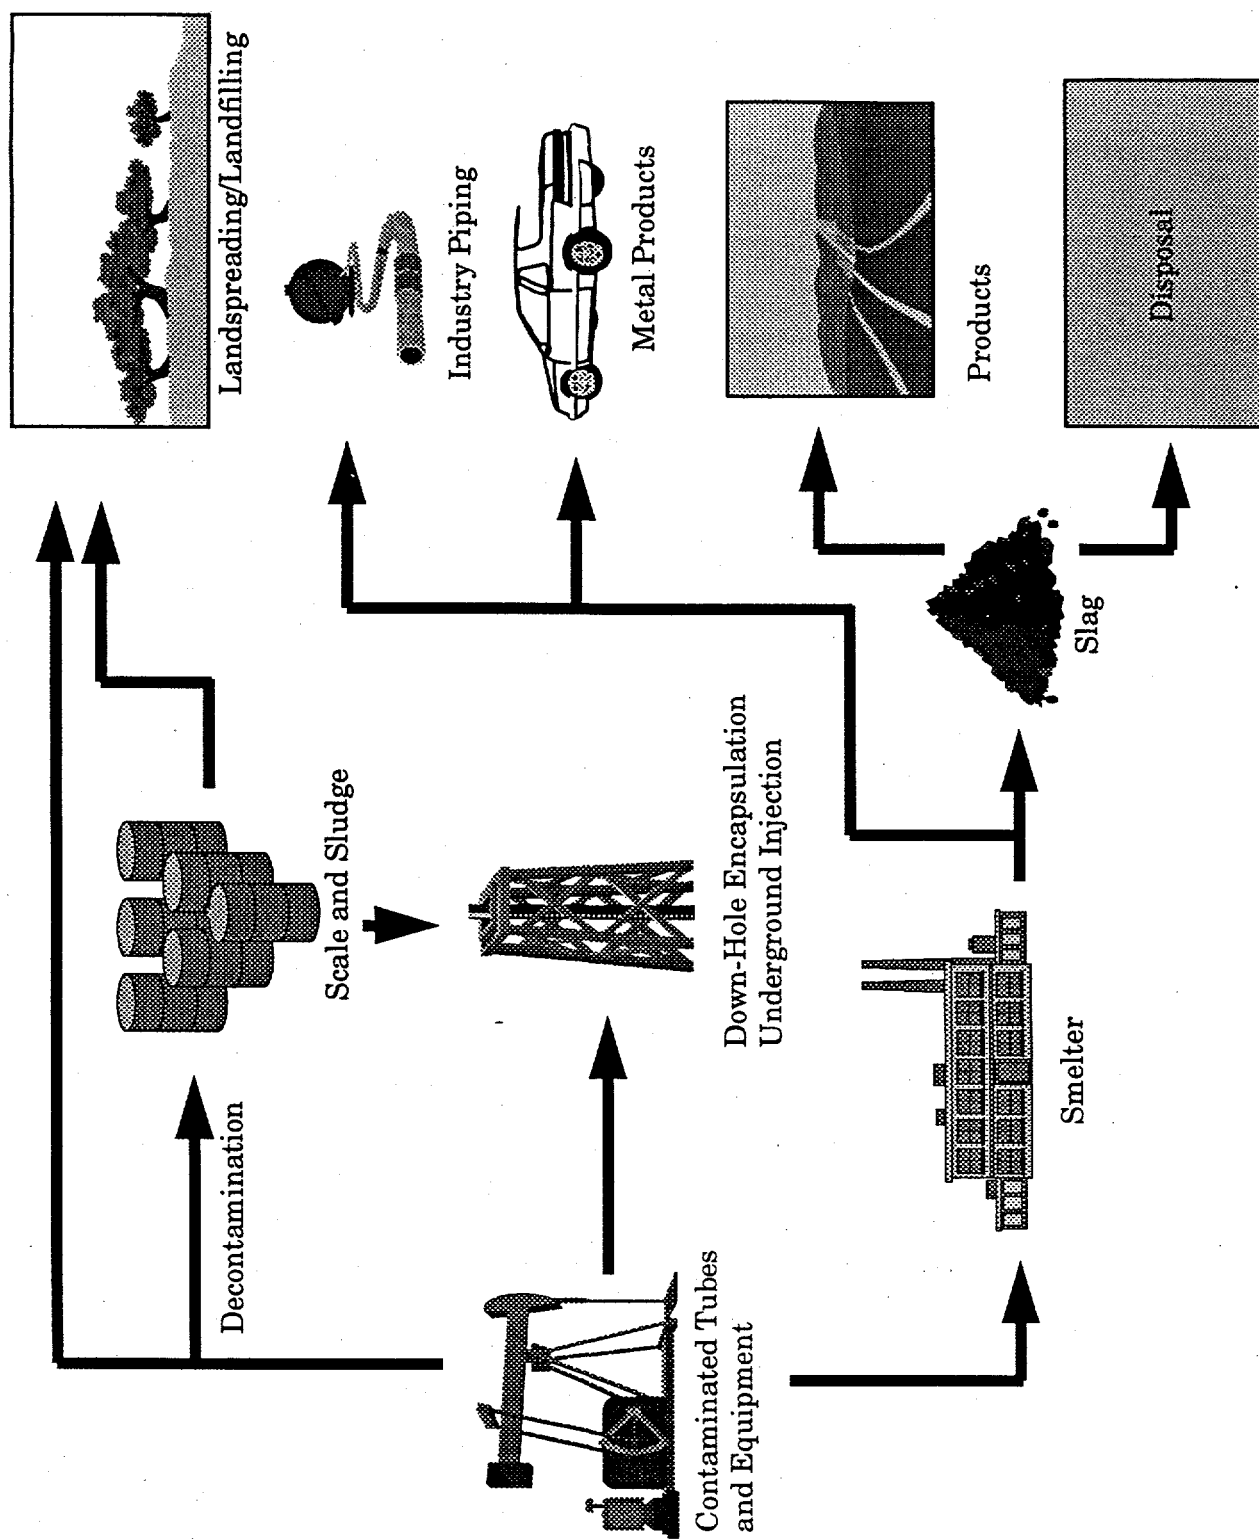 Landspreading/Landfilling
Decontamination
Scale and Sludge
Industry Piping
Metal Products
Contaminated Tubes
and Equipment
Down-Hole Encapsulation
Underground Injection
Products
Smelter
Slag
Disposal